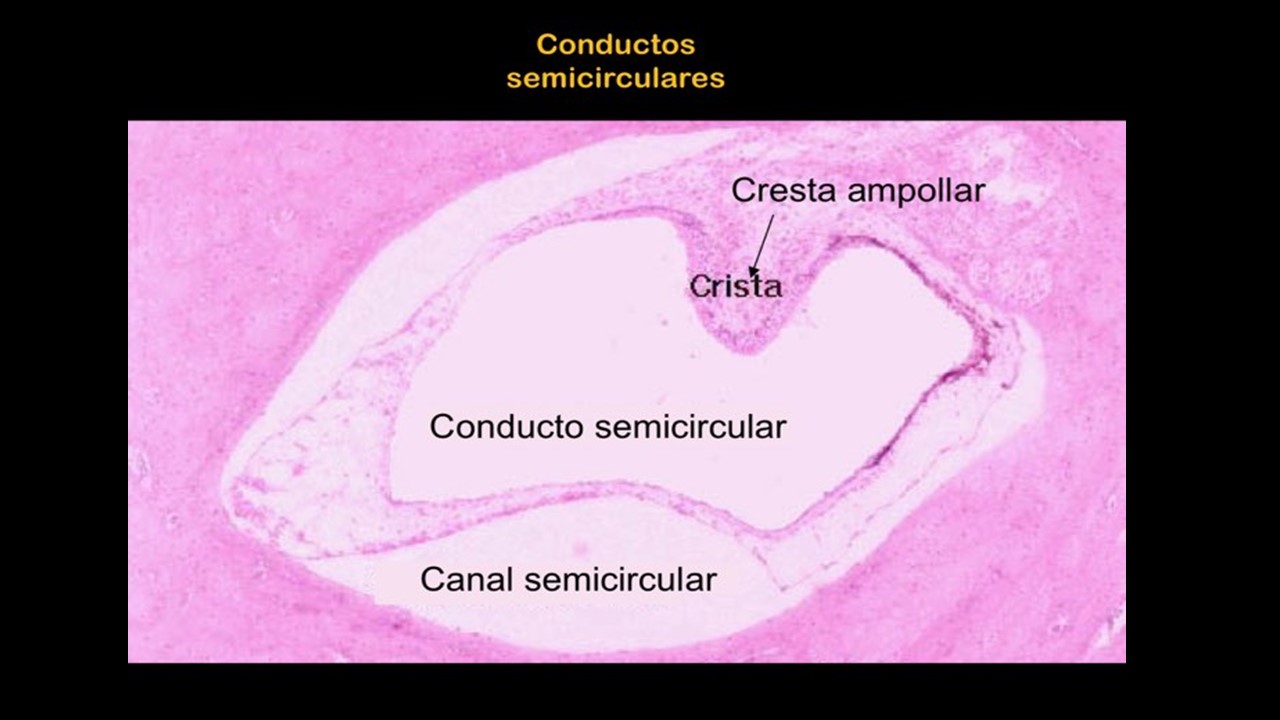 Conductos
semicirculares
Cresta ampollar
Crista
Conducto semicircular
Canal semicircular